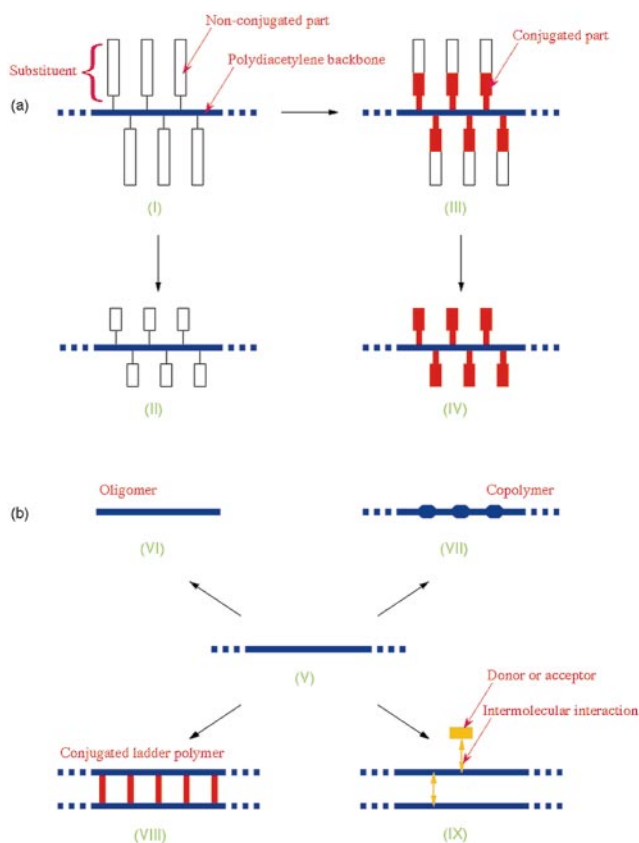 Non-conjugated part
Conjugated part
Substituent
Polydiacetylene backbone
(a)
(I)
(III)
(II)
(IV)
Oligomer
Copolymer
(b)
(VI)
(VII)
(V)
Donor or acceptor
Intermolecular interaction
Conjugated ladder polymer
(VIII)
(IX)